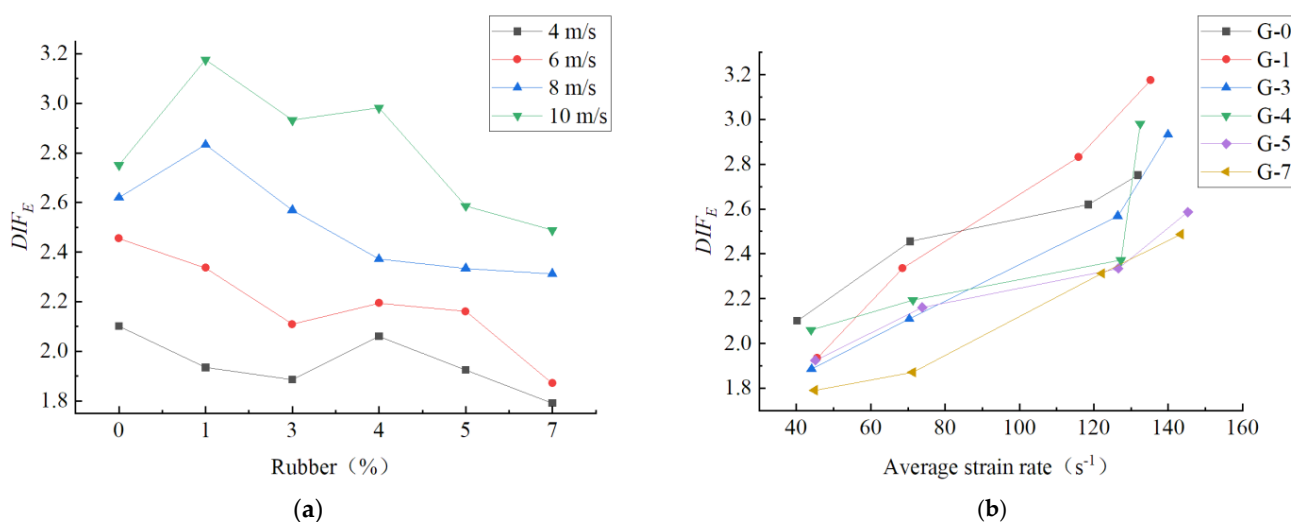 4 m/s
6 m/s
8 m/s
10 m/s
3.2
3.0
2.8
2.6
2.4
2.2
2.0
1.8
DIF_E
0 1 3 4 5 7
Rubber（%）
(a)
G-0
G-1
G-3
G-4
G-5
G-7
3.2
3.0
2.8
2.6
2.4
2.2
2.0
1.8
DIF_E
40 60 80 100 120 140 160
Average strain rate（s⁻¹）
(b)